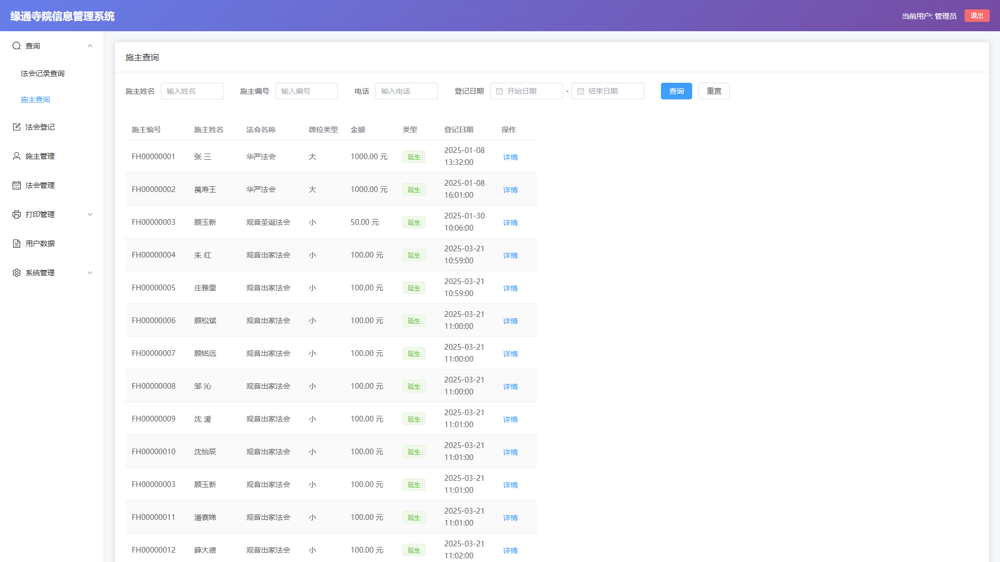 缘通寺院信息管理系统
当前用户: 管理员
退出
查询
法会记录查询
施主查询
法会登记
施主管理
法会管理
打印管理
用户数据
系统管理
施主查询
施主姓名 输入姓名 施主编号 输入编号 电话 输入电话 登记日期 开始日期 - 结束日期 查询 重置
施主编号 施主姓名 法会名称 牌位类型 金额 类型 登记日期 操作
FH00000001 张 三 华严法会 大 1000.00 元 延生 2025-01-08 13:32:00 详情
FH00000002 萬寿王 华严法会 大 1000.00 元 延生 2025-01-08 16:01:00 详情
FH00000003 顾玉新 观音圣诞法会 小 50.00 元 延生 2025-01-30 10:06:00 详情
FH00000004 朱 红 观音出家法会 小 100.00 元 延生 2025-03-21 10:59:00 详情
FH00000005 庄雅雯 观音出家法会 小 100.00 元 延生 2025-03-21 10:59:00 详情
FH00000006 顾松斌 观音出家法会 小 100.00 元 延生 2025-03-21 11:00:00 详情
FH00000007 顾铭远 观音出家法会 小 100.00 元 延生 2025-03-21 11:00:00 详情
FH00000008 邹 沁 观音出家法会 小 100.00 元 延生 2025-03-21 11:00:00 详情
FH00000009 沈 湲 观音出家法会 小 100.00 元 延生 2025-03-21 11:01:00 详情
FH00000010 沈怡辰 观音出家法会 小 100.00 元 延生 2025-03-21 11:01:00 详情
FH00000003 顾玉新 观音出家法会 小 100.00 元 延生 2025-03-21 11:01:00 详情
FH00000011 潘赛娣 观音出家法会 小 100.00 元 延生 2025-03-21 11:01:00 详情
FH00000012 薛大德 观音出家法会 小 100.00 元 延生 2025-03-21 11:02:00 详情